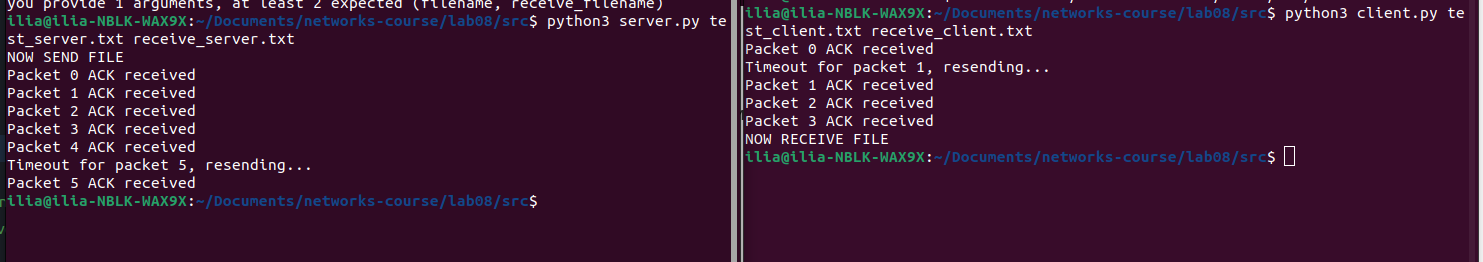 you provide 1 arguments, at least 2 expected (filename, receive_filename)
ilia@ilia-NBLK-WAX9X:~/Documents/networks-course/lab08/src$ python3 server.py te
st_server.txt receive_server.txt
NOW SEND FILE
Packet 0 ACK received
Packet 1 ACK received
Packet 2 ACK received
Packet 3 ACK received
Packet 4 ACK received
Timeout for packet 5, resending...
Packet 5 ACK received
ilia@ilia-NBLK-WAX9X:~/Documents/networks-course/lab08/src$
ilia@ilia-NBLK-WAX9X:~/Documents/networks-course/lab08/src$ python3 client.py te
st_client.txt receive_client.txt
Packet 0 ACK received
Timeout for packet 1, resending...
Packet 1 ACK received
Packet 2 ACK received
Packet 3 ACK received
NOW RECEIVE FILE
ilia@ilia-NBLK-WAX9X:~/Documents/networks-course/lab08/src$